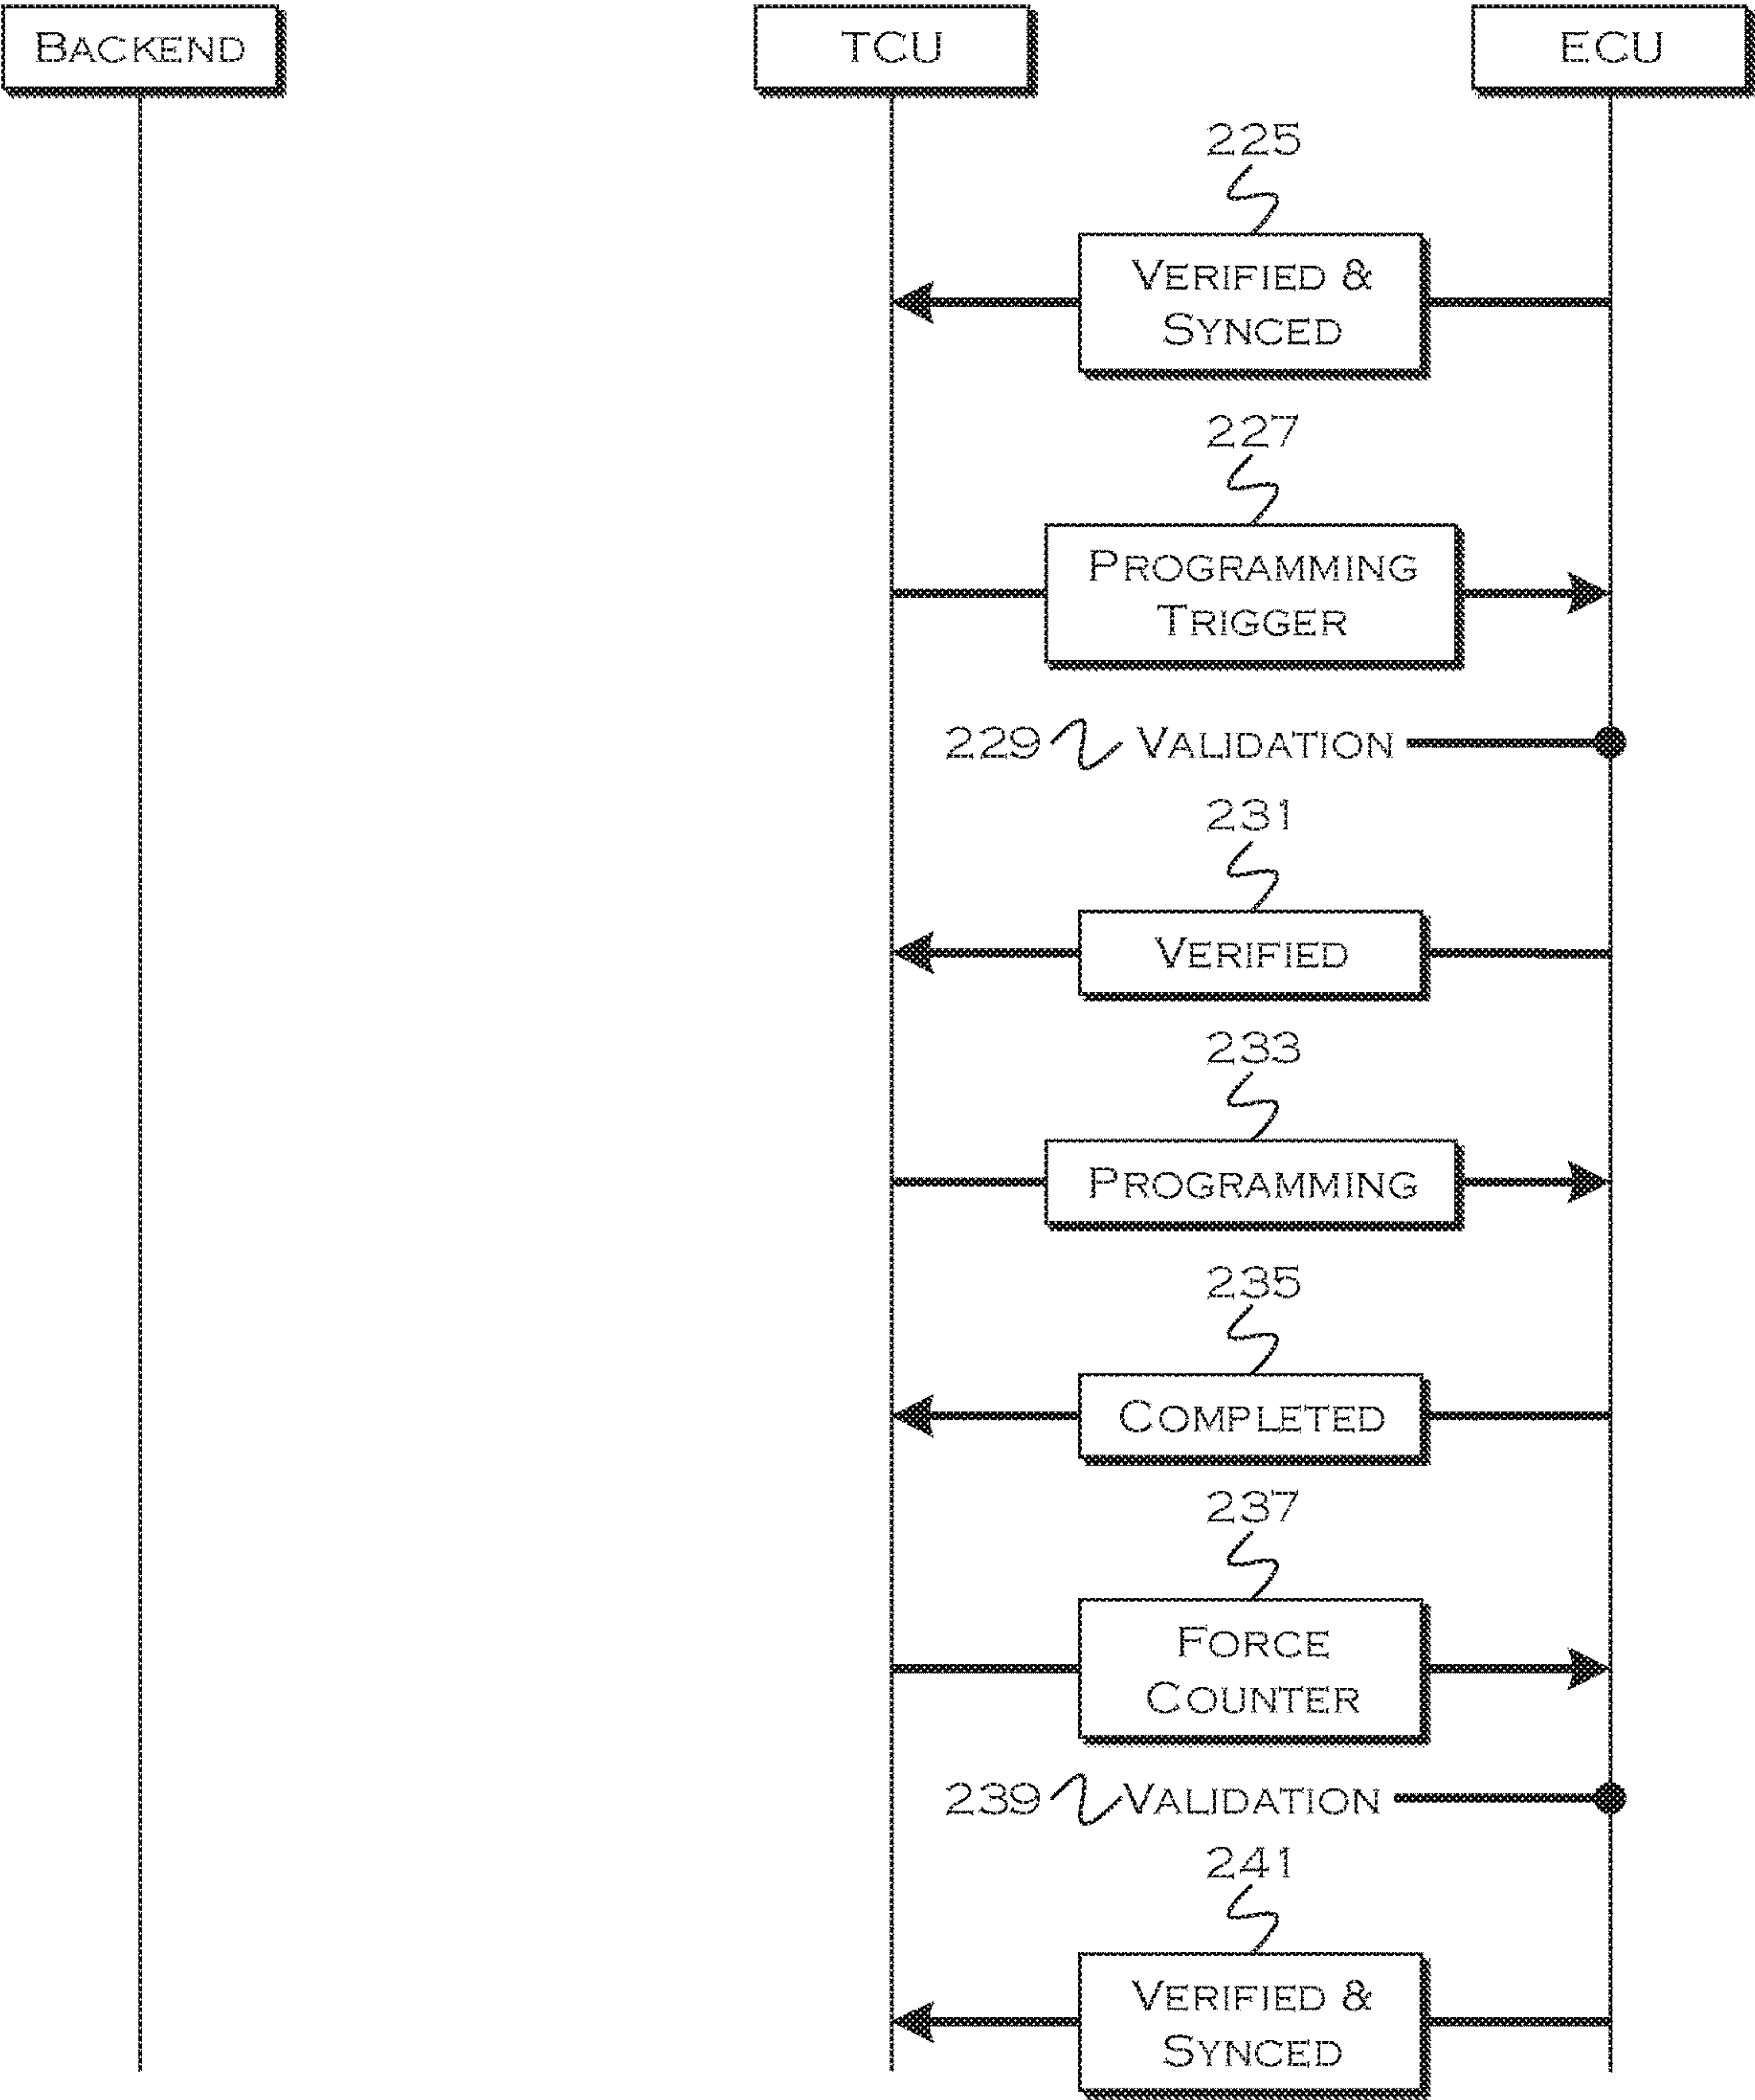 BACKEND
TCU
ECU
225
VERIFIED &
SYNCED
227
PROGRAMMING
TRIGGER
229 VALIDATION
231
VERIFIED
233
PROGRAMMING
235
COMPLETED
237
FORCE
COUNTER
239 VALIDATION
241
VERIFIED &
SYNCED